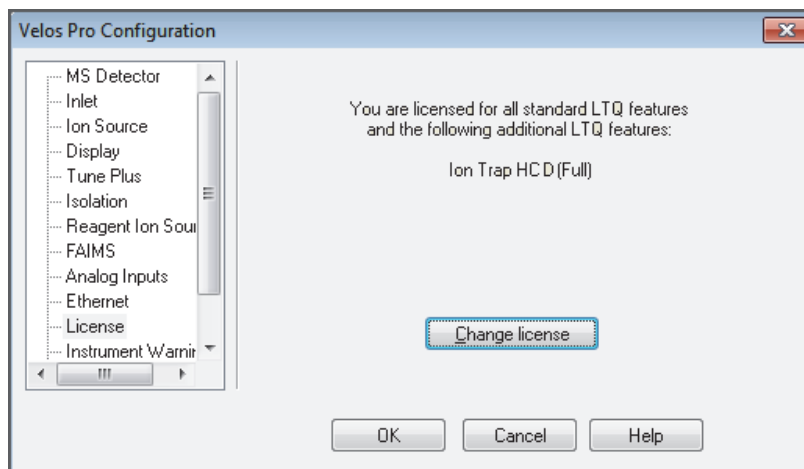 Velos Pro Configuration
MS Detector
Inlet
Ion Source
Display
Tune Plus
Isolation
Reagent Ion Sour
FAIMS
Analog Inputs
Ethernet
License
Instrument Warnin
You are licensed for all standard LTQ features
and the following additional LTQ features:
Ion Trap HCD(Full)
Change license
OK
Cancel
Help